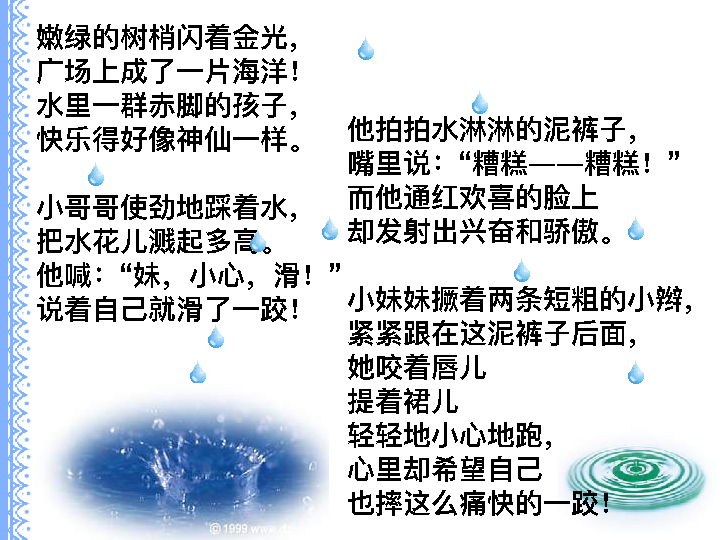 嫩绿的树梢闪着金光，
广场上成了一片海洋！
水里一群赤脚的孩子，
快乐得好像神仙一样。
小哥哥使劲地踩着水，
把水花儿溅起多高。
他喊：“妹，小心，滑！”
说着自己就滑了一跤！
他拍拍水淋淋的泥裤子，
嘴里说：“糟糕——糟糕！”
而他通红欢喜的脸上
却发射出兴奋和骄傲。
小妹妹撅着两条短粗的小辫，
紧紧跟在这泥裤子后面，
她咬着唇儿
提着裙儿
轻轻地小心地跑，
心里却希望自己
也摔这么痛快的一跤！
© 1999 www.